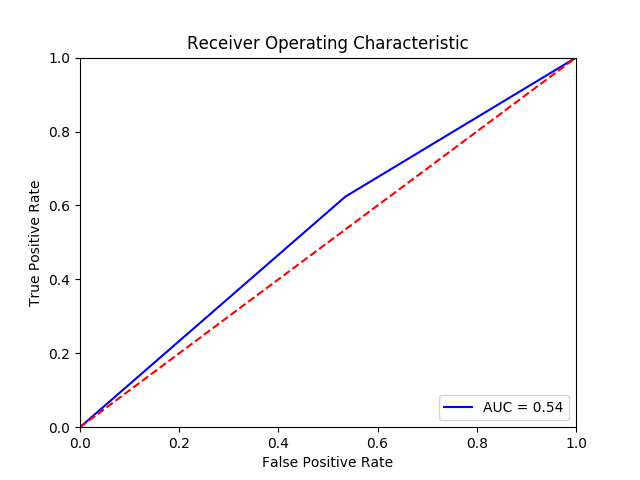 Receiver Operating Characteristic
True Positive Rate
1.0
0.8
0.6
0.4
0.2
0.0
AUC = 0.54
0.0 0.2 0.4 0.6 0.8 1.0
False Positive Rate